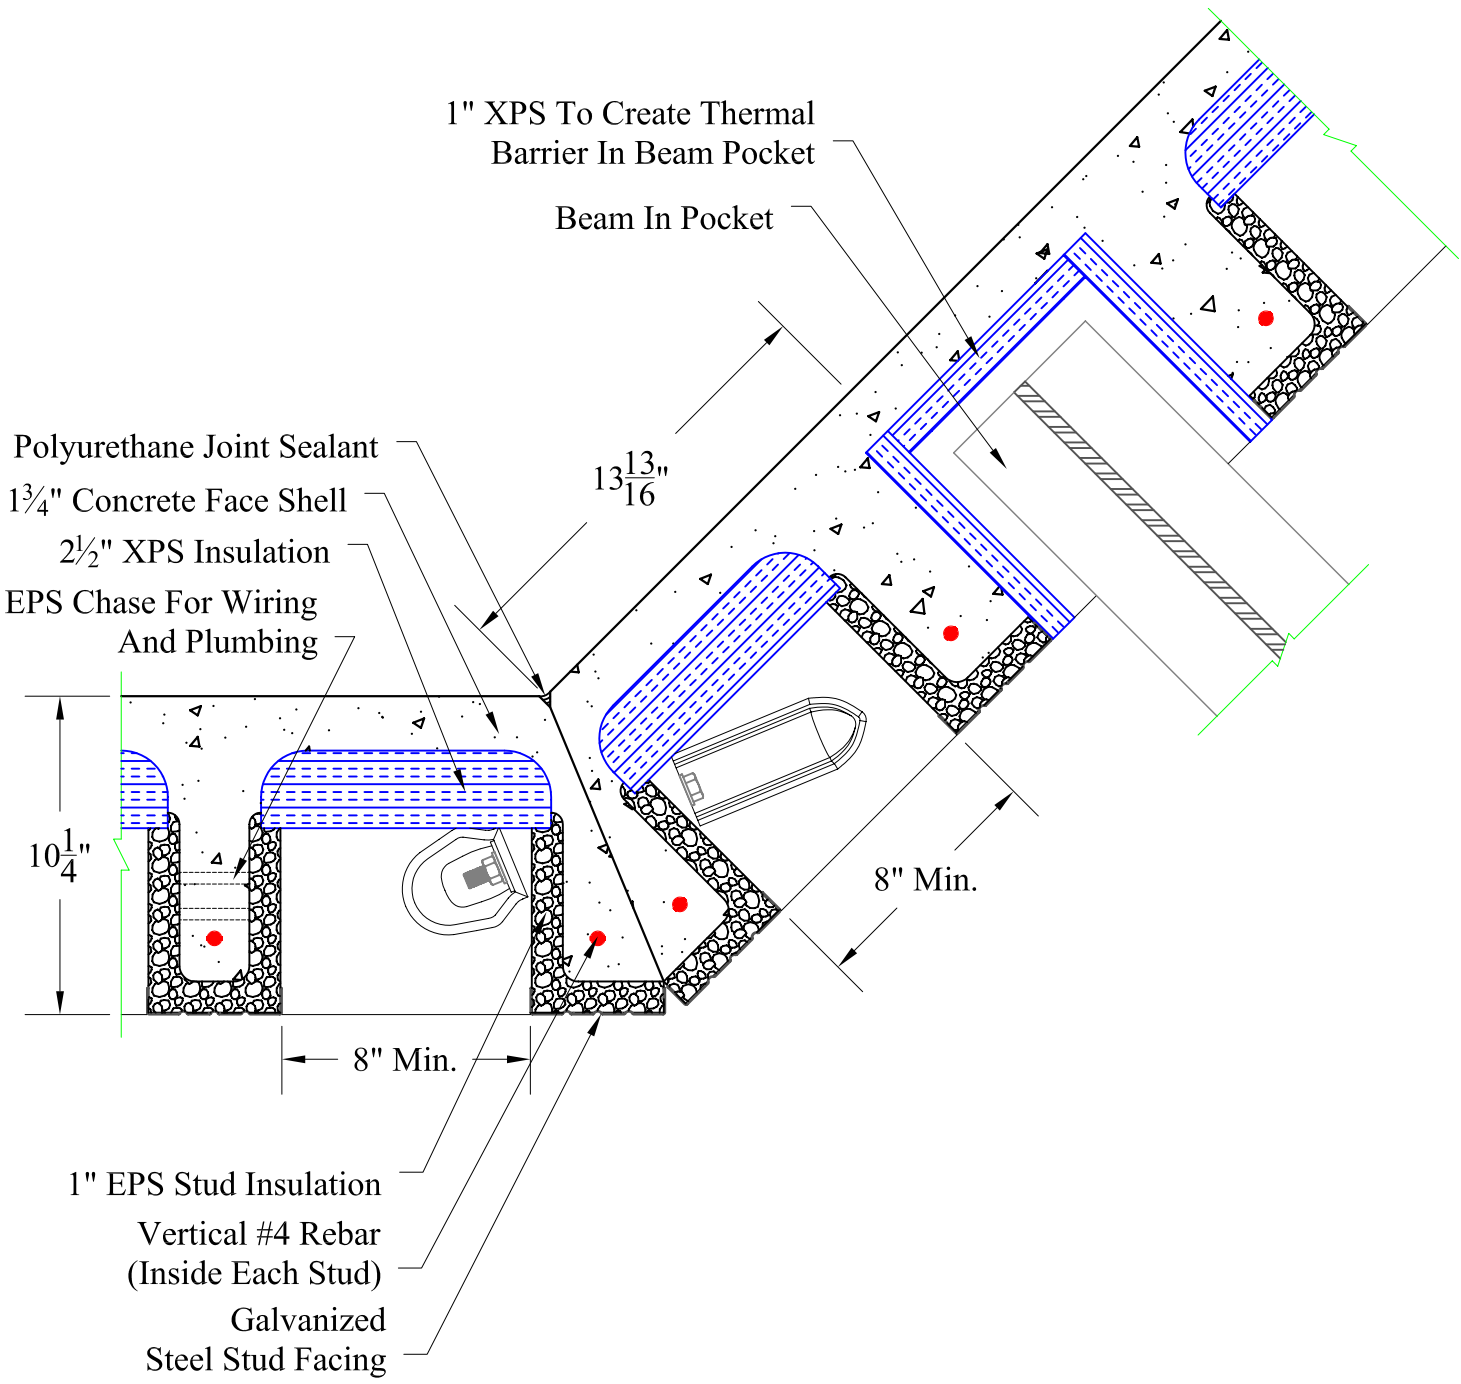 1" XPS To Create Thermal
Barrier In Beam Pocket
Beam In Pocket
13 13/16"
Polyurethane Joint Sealant
1¾" Concrete Face Shell
2½" XPS Insulation
EPS Chase For Wiring
And Plumbing
10 1/4"
8" Min.
8" Min.
1" EPS Stud Insulation
Vertical #4 Rebar
(Inside Each Stud)
Galvanized
Steel Stud Facing